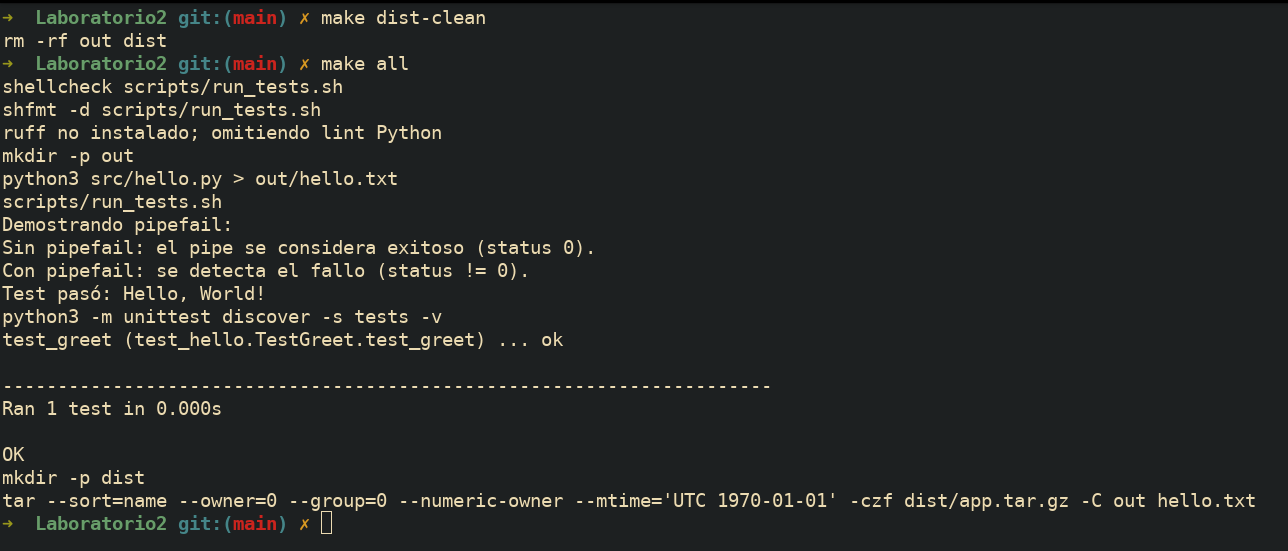 ➜  Laboratorio2 git:(main) ✗ make dist-clean
rm -rf out dist
➜  Laboratorio2 git:(main) ✗ make all
shellcheck scripts/run_tests.sh
shfmt -d scripts/run_tests.sh
ruff no instalado; omitiendo lint Python
mkdir -p out
python3 src/hello.py > out/hello.txt
scripts/run_tests.sh
Demostrando pipefail:
Sin pipefail: el pipe se considera exitoso (status 0).
Con pipefail: se detecta el fallo (status != 0).
Test pasó: Hello, World!
python3 -m unittest discover -s tests -v
test_greet (test_hello.TestGreet.test_greet) ... ok
----------------------------------------------------------------------
Ran 1 test in 0.000s
OK
mkdir -p dist
tar --sort=name --owner=0 --group=0 --numeric-owner --mtime='UTC 1970-01-01' -czf dist/app.tar.gz -C out hello.txt
➜  Laboratorio2 git:(main) ✗